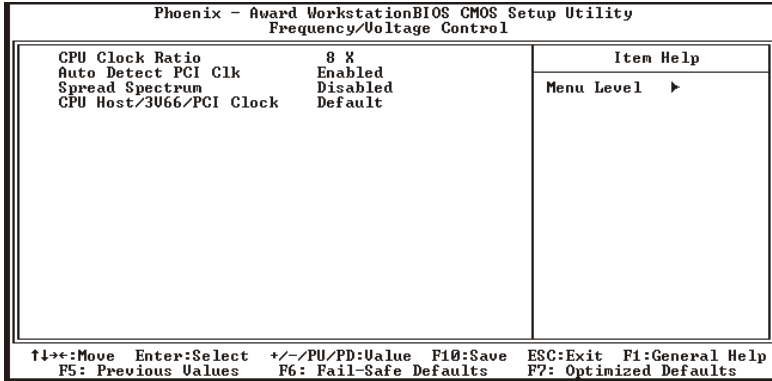 Phoenix - Award WorkstationBIOS CMOS Setup Utility
Frequency/Voltage Control
CPU Clock Ratio 8 X
Auto Detect PCI Clk Enabled
Spread Spectrum Disabled
CPU Host/3V66/PCI Clock Default
Item Help
Menu Level ►
↑↓→←:Move Enter:Select +/-/PU/PD:Value F10:Save ESC:Exit F1:General Help
F5: Previous Values F6: Fail-Safe Defaults F7: Optimized Defaults